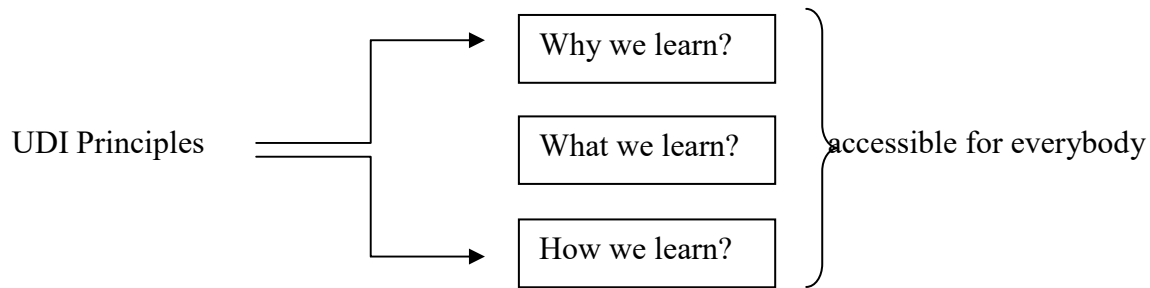 Why we learn?
UDI Principles
What we learn?
accessible for everybody
How we learn?